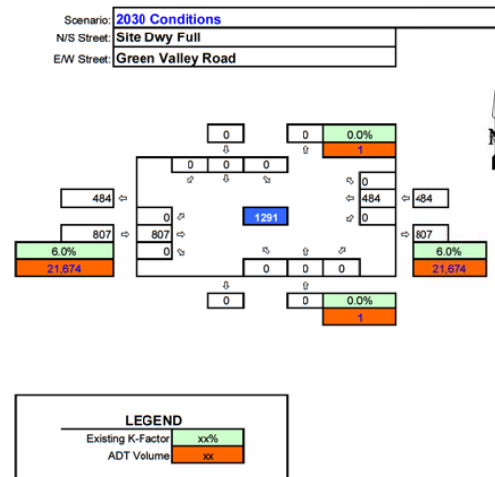 Scenario: 2030 Conditions
N/S Street: Site Dwy Full
E/W Street: Green Valley Road
N
0 0 0.0%
1
0 0 0
0
484 484 484
0 1291
807 807 807
6.0% 0 6.0%
21,674 0 0 0 21,674
0 0 0.0%
1
LEGEND
Existing K-Factor xx%
ADT Volume xx